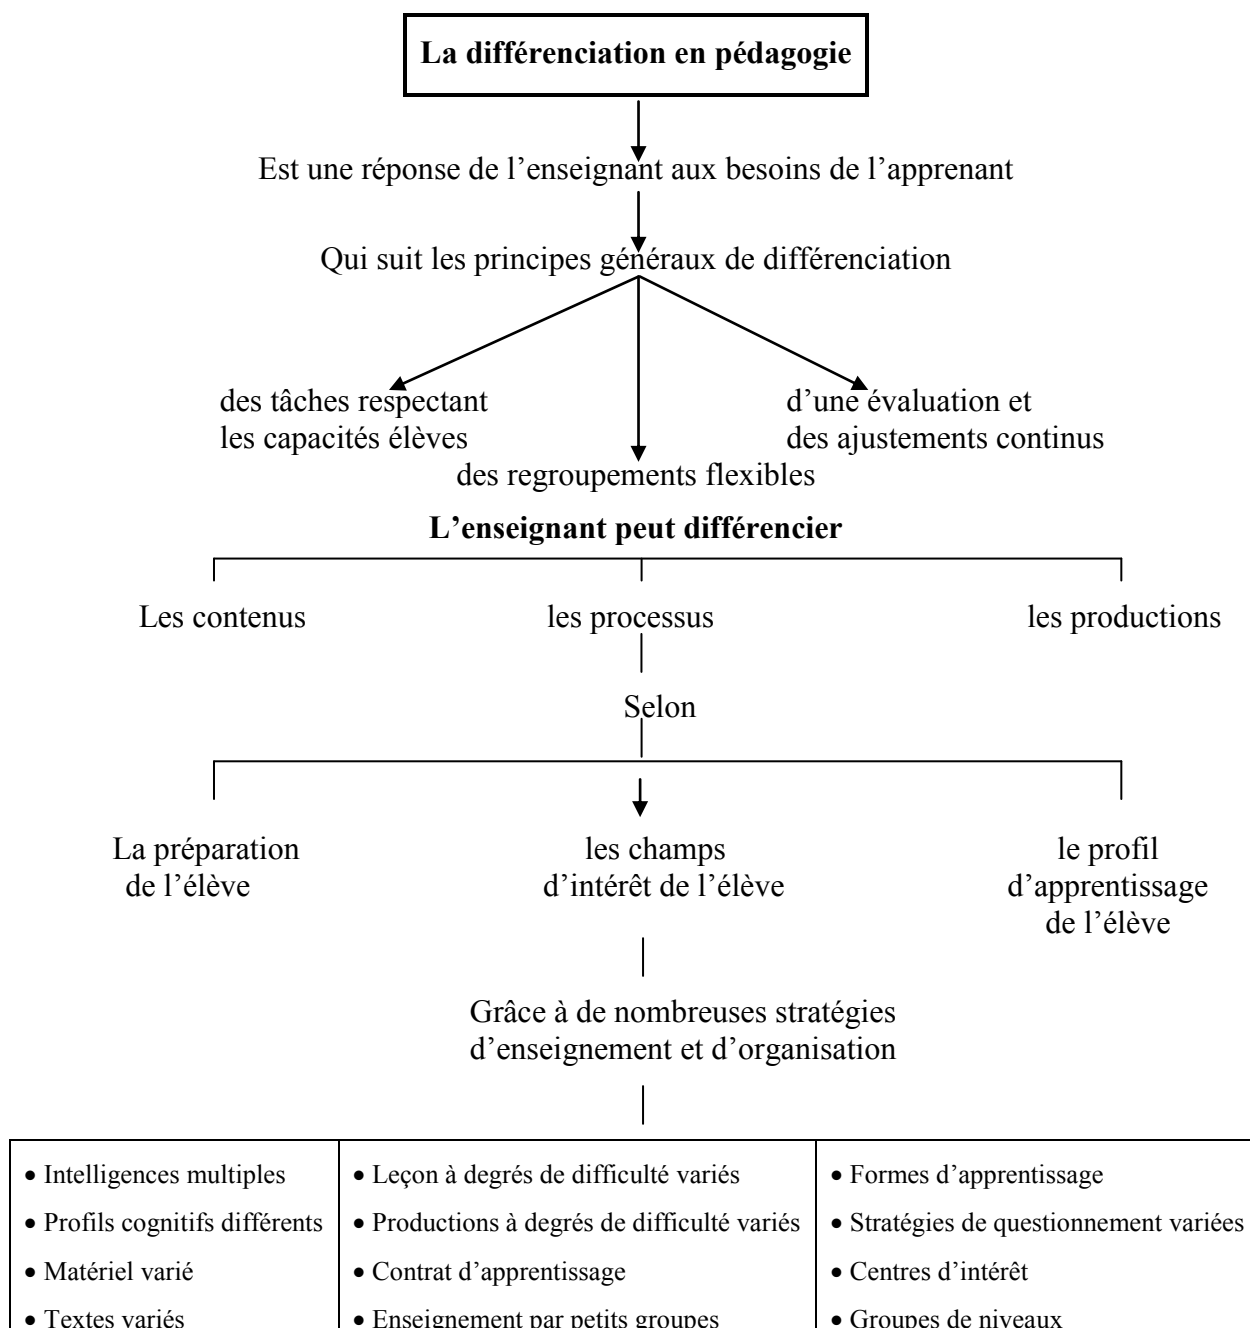 La différenciation en pédagogie
Est une réponse de l’enseignant aux besoins de l’apprenant
Qui suit les principes généraux de différenciation
des tâches respectant
les capacités élèves
d’une évaluation et
des ajustements continus
des regroupements flexibles
L’enseignant peut différencier
Les contenus
les processus
les productions
Selon
La préparation
de l’élève
les champs
d’intérêt de l’élève
le profil
d’apprentissage
de l’élève
Grâce à de nombreuses stratégies
d’enseignement et d’organisation
• Intelligences multiples
• Profils cognitifs différents
• Matériel varié
• Textes variés
• Leçon à degrés de difficulté variés
• Productions à degrés de difficulté variés
• Contrat d’apprentissage
• Enseignement par petits groupes
• Formes d’apprentissage
• Stratégies de questionnement variées
• Centres d’intérêt
• Groupes de niveaux